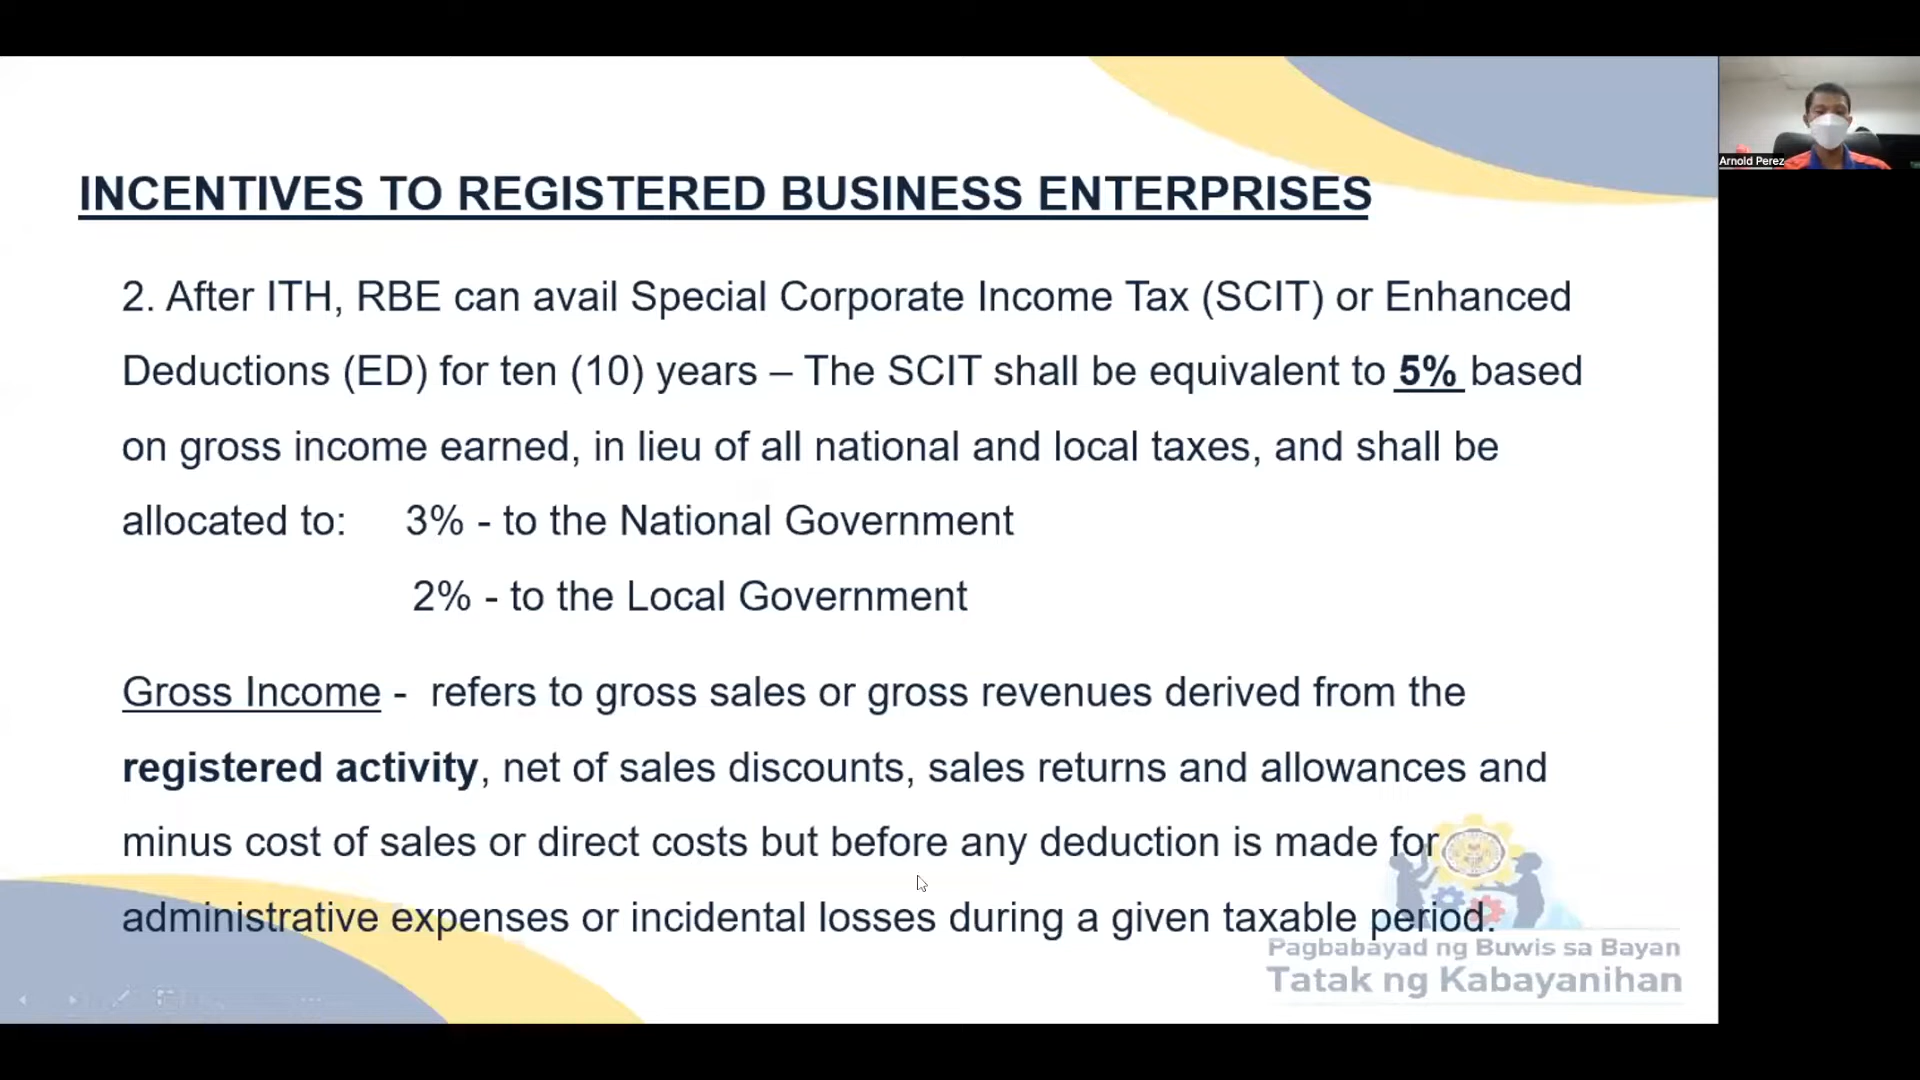 INCENTIVES TO REGISTERED BUSINESS ENTERPRISES
2. After ITH, RBE can avail Special Corporate Income Tax (SCIT) or Enhanced
Deductions (ED) for ten (10) years – The SCIT shall be equivalent to 5% based
on gross income earned, in lieu of all national and local taxes, and shall be
allocated to: 3% - to the National Government
2% - to the Local Government
Gross Income - refers to gross sales or gross revenues derived from the
registered activity, net of sales discounts, sales returns and allowances and
minus cost of sales or direct costs but before any deduction is made for
administrative expenses or incidental losses during a given taxable period.
Pagbabayad ng Buwis sa Bayan
Tatak ng Kabayanihan
Arnold Perez